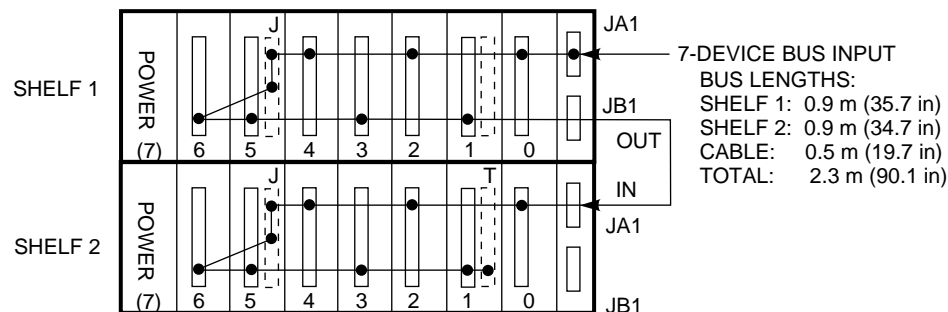 J
JA1
POWER
(7)
6 5 4 3 2 1 0
SHELF 1
JB1
OUT
7-DEVICE BUS INPUT
BUS LENGTHS:
SHELF 1: 0.9 m (35.7 in)
SHELF 2: 0.9 m (34.7 in)
CABLE: 0.5 m (19.7 in)
TOTAL: 2.3 m (90.1 in)
J T
IN
JA1
POWER
(7)
6 5 4 3 2 1 0
SHELF 2
JB1